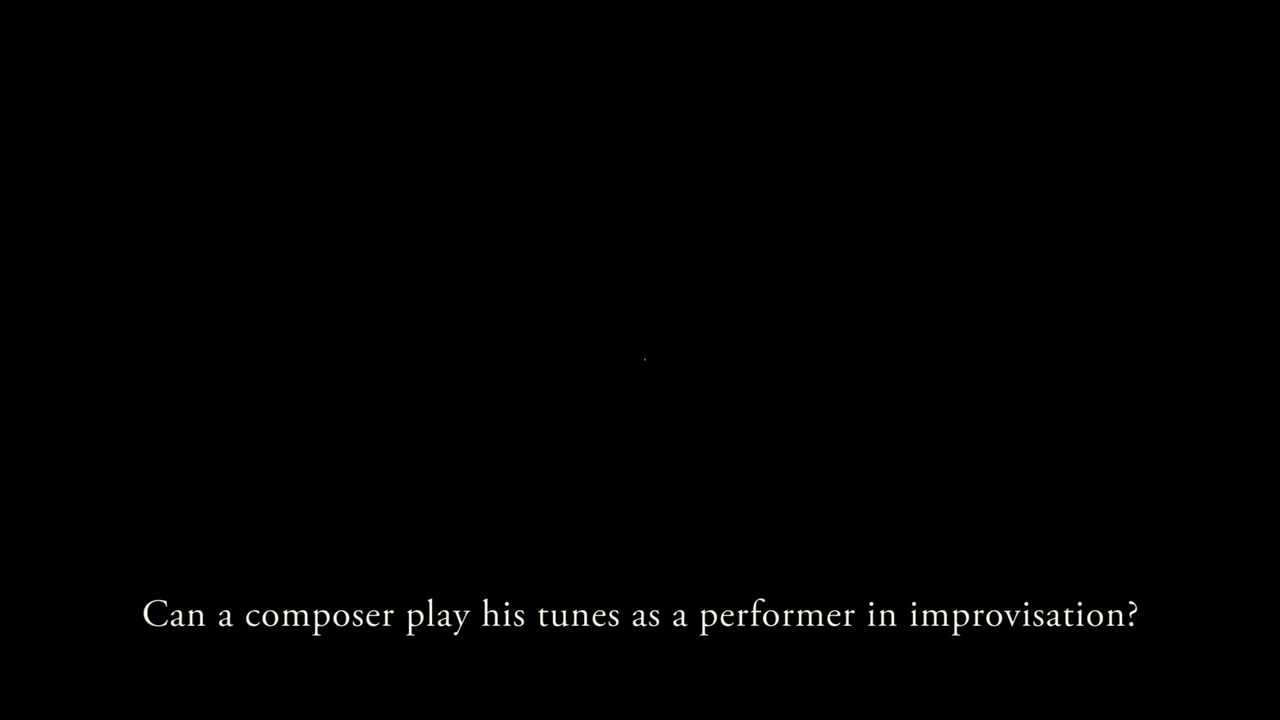 Can a composer play his tunes as a performer in improvisation?